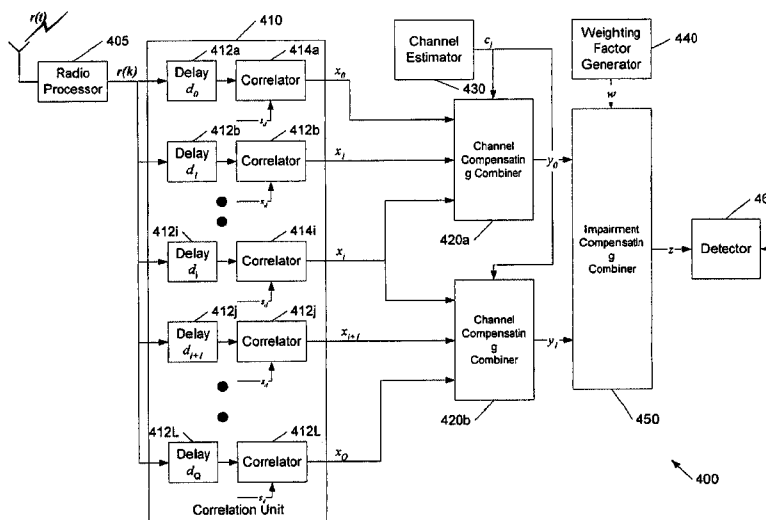 r(t)
405
Radio
Processor
r(k)
410
412a
Delay
d0
414a
Correlator
sd
x0
412b
Delay
d1
412b
Correlator
sd
x1
412i
Delay
di
414i
Correlator
sd
xi
412j
Delay
di+1
412j
Correlator
sd
xi+1
412L
Delay
dQ
412L
Correlator
sd
xQ
Correlation Unit
Channel
Estimator
430
ci
Channel
Compensatin
g Combiner
420a
y0
Channel
Compensatin
g Combiner
420b
y1
Weighting
Factor
Generator
440
w
Impairment
Compensatin
g Combiner
450
z
Detector
400